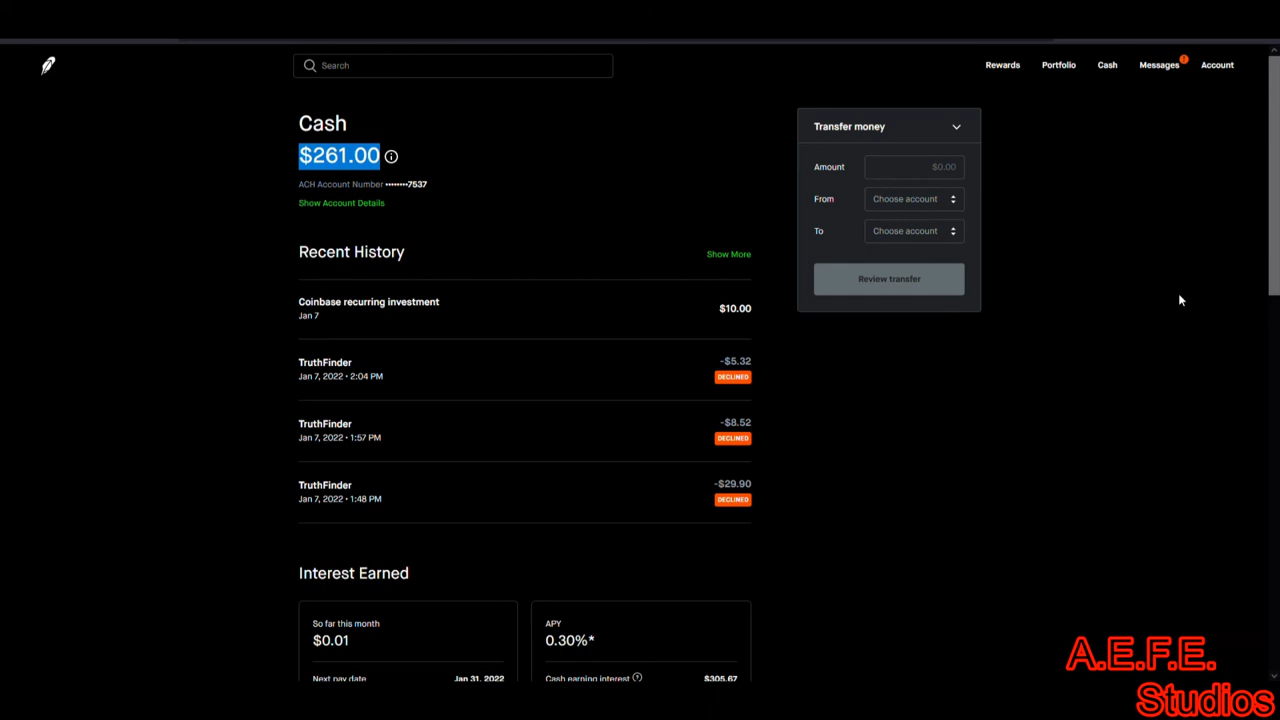 Search
Rewards
Portfolio
Cash
Messages
!
Account
Cash
$261.00
ACH Account Number ••••••••7537
Show Account Details
Transfer money
Amount
$0.00
From
Choose account
To
Choose account
Review transfer
Recent History
Show More
Coinbase recurring investment
Jan 7
$10.00
TruthFinder
Jan 7, 2022 • 2:04 PM
-$5.32
DECLINED
TruthFinder
Jan 7, 2022 • 1:57 PM
-$8.52
DECLINED
TruthFinder
Jan 7, 2022 • 1:48 PM
-$29.90
DECLINED
Interest Earned
So far this month
$0.01
Next pay date
Jan 31, 2022
APY
0.30%*
Cash earning interest
$305.67
A.E.F.E.
Studios